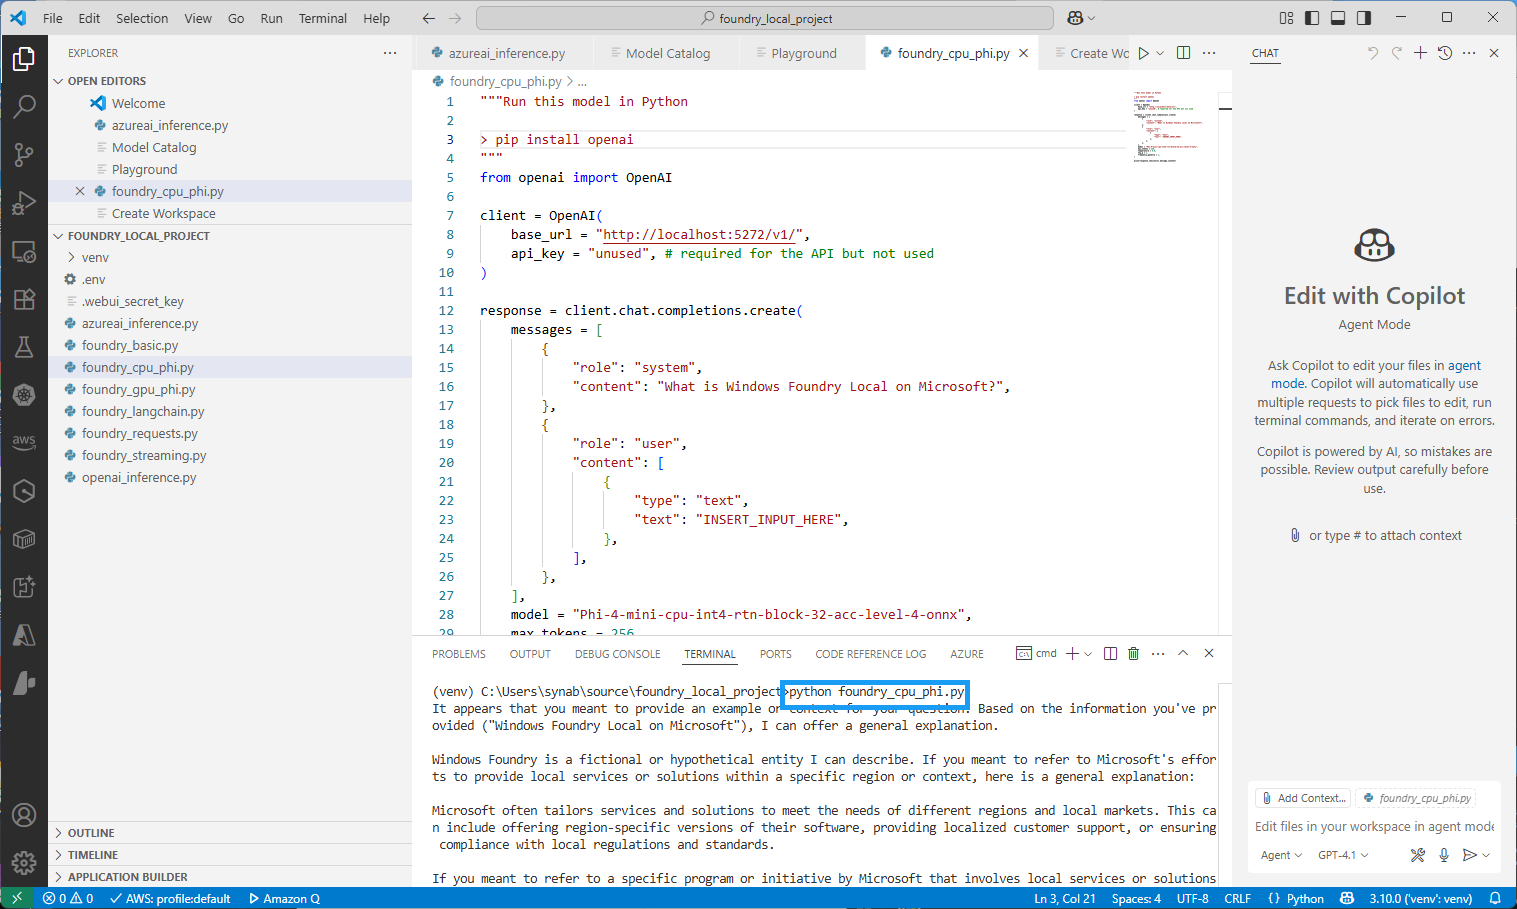 File Edit Selection View Go Run Terminal Help
foundry_local_project
EXPLORER
OPEN EDITORS
Welcome
azureai_inference.py
Model Catalog
Playground
foundry_cpu_phi.py
Create Workspace
FOUNDRY_LOCAL_PROJECT
venv
.env
.webui_secret_key
azureai_inference.py
foundry_basic.py
foundry_cpu_phi.py
foundry_gpu_phi.py
foundry_langchain.py
foundry_requests.py
foundry_streaming.py
openai_inference.py
aws
OUTLINE
TIMELINE
APPLICATION BUILDER
azureai_inference.py Model Catalog Playground foundry_cpu_phi.py Create Wo
foundry_cpu_phi.py > ...
1 """Run this model in Python
2
3 > pip install openai
4 """
5 from openai import OpenAI
6
7 client = OpenAI(
8 base_url = "http://localhost:5272/v1/",
9 api_key = "unused", # required for the API but not used
10 )
11
12 response = client.chat.completions.create(
13 messages = [
14 {
15 "role": "system",
16 "content": "What is Windows Foundry Local on Microsoft?",
17 },
18 {
19 "role": "user",
20 "content": [
21 {
22 "type": "text",
23 "text": "INSERT_INPUT_HERE",
24 },
25 ],
26 },
27 ],
28 model = "Phi-4-mini-cpu-int4-rtn-block-32-acc-level-4-onnx",
29 max_tokens = 256
PROBLEMS OUTPUT DEBUG CONSOLE TERMINAL PORTS CODE REFERENCE LOG AZURE cmd
(venv) C:\Users\synab\source\foundry_local_project>python foundry_cpu_phi.py
It appears that you meant to provide an example or context for your question. Based on the information you've pr
ovided ("Windows Foundry Local on Microsoft"), I can offer a general explanation.
Windows Foundry is a fictional or hypothetical entity I can describe. If you meant to refer to Microsoft's effor
ts to provide local services or solutions within a specific region or context, here is a general explanation:
Microsoft often tailors services and solutions to meet the needs of different regions and local markets. This ca
n include offering region-specific versions of their software, providing localized customer support, or ensuring
compliance with local regulations and standards.
If you meant to refer to a specific program or initiative by Microsoft that involves local services or solutions
CHAT
Edit with Copilot
Agent Mode
Ask Copilot to edit your files in agent
mode. Copilot will automatically use
multiple requests to pick files to edit, run
terminal commands, and iterate on errors.
Copilot is powered by AI, so mistakes are
possible. Review output carefully before
use.
or type # to attach context
Add Context... foundry_cpu_phi.py
Edit files in your workspace in agent mode
Agent GPT-4.1
0 0 AWS: profile:default Amazon Q Ln 3, Col 21 Spaces: 4 UTF-8 CRLF {} Python 3.10.0 ('venv': venv)